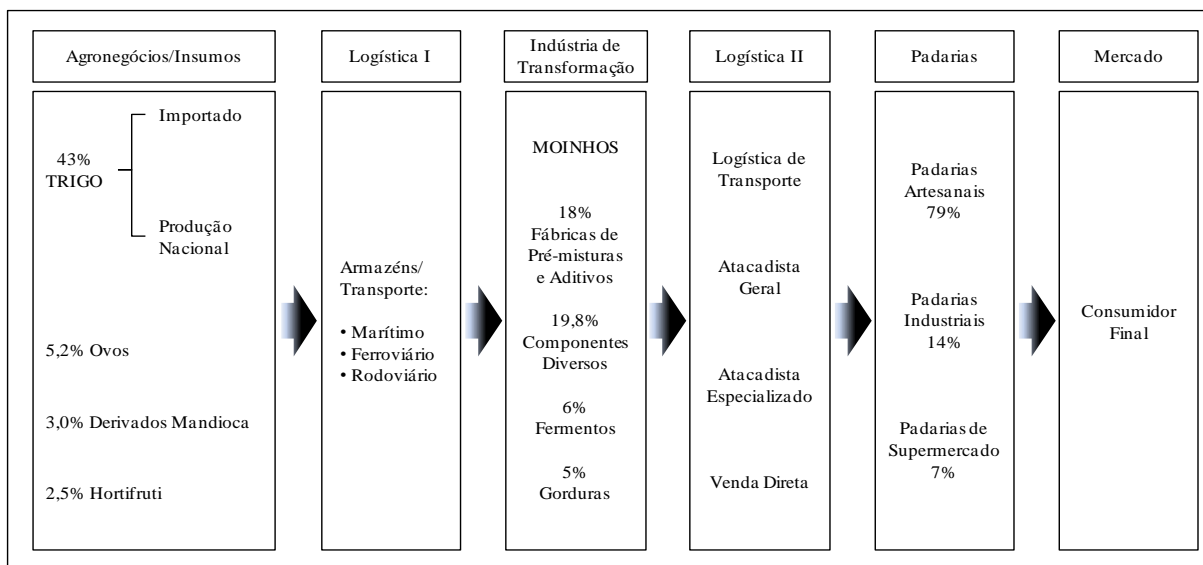 Agronegócios/Insumos
Logística I
Indústria de
Transformação
Logística II
Padarias
Mercado
Importado
43%
TRIGO
Produção
Nacional
5,2% Ovos
3,0% Derivados Mandioca
2,5% Hortifruti
Armazéns/
Transporte:
• Marítimo
• Ferroviário
• Rodoviário
MOINHOS
18%
Fábricas de
Pré-misturas
e Aditivos
19,8%
Componentes
Diversos
6%
Fermentos
5%
Gorduras
Logística de
Transporte
Atacadista
Geral
Atacadista
Especializado
Venda Direta
Padarias
Artesanais
79%
Padarias
Industriais
14%
Padarias de
Supermercado
7%
Consumidor
Final